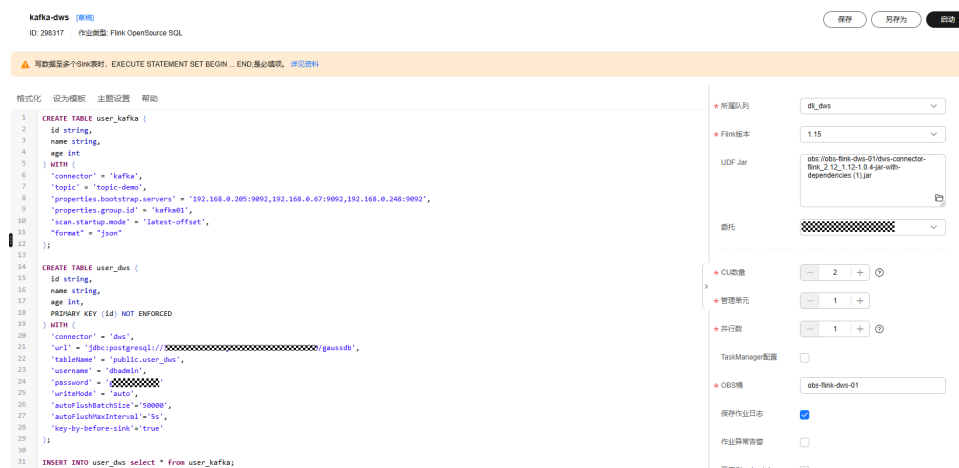 kafka-dws [草稿]
保存 另存为 启动
ID: 298317 作业类型: Flink OpenSource SQL
写数据至多个Sink表时，EXECUTE STATEMENT SET BEGIN ... END;是必填项。 详见资料
格式化 设为模板 主题设置 帮助
1 CREATE TABLE user_kafka (
2 id string,
3 name string,
4 age int
5 ) WITH (
6 'connector' = 'kafka',
7 'topic' = 'topic-demo',
8 'properties.bootstrap.servers' = '192.168.0.205:9092,192.168.0.67:9092,192.168.0.248:9092',
9 'properties.group.id' = 'kafka01',
10 'scan.startup.mode' = 'latest-offset',
11 "format" = "json"
12 );
13
14 CREATE TABLE user_dws (
15 id string,
16 name string,
17 age int,
18 PRIMARY KEY (id) NOT ENFORCED
19 ) WITH (
20 'connector' = 'dws',
21 'url' = 'jdbc:postgresql:// /gaussdb',
22 'tableName' = 'public.user_dws',
23 'username' = 'dbadmin',
24 'password' = ' '
25 'writeMode' = 'auto',
26 'autoFlushBatchSize'='50000',
27 'autoFlushMaxInterval'='5s',
28 'key-by-before-sink'='true'
29 );
30
31 INSERT INTO user_dws select * from user_kafka;
* 所属队列 dli_dws
* Flink版本 1.15
UDF Jar obs://obs-flink-dws-01/dws-connector-
flink_2.12_1.12-1.0.4-jar-with-
dependencies (1).jar
委托
* CU数量 2
* 管理单元 1
* 并行数 1
TaskManager配置
* OBS桶 obs-flink-dws-01
保存作业日志
作业异常告警